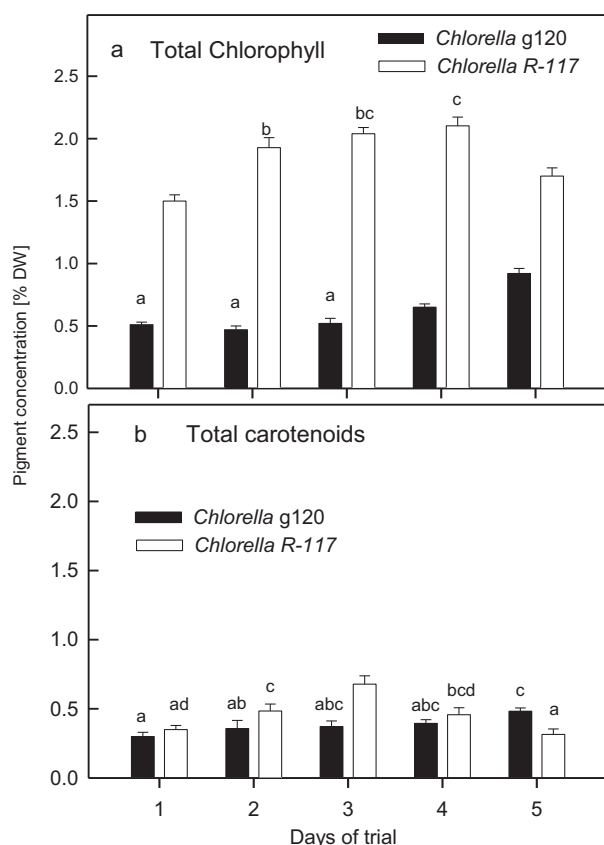 a Total Chlorophyll
Chlorella g120
Chlorella R-117
2.5
2.0
1.5
1.0
0.5
0.0
b bc c
a a a
Pigment concentration [% DW]
b Total carotenoids
Chlorella g120
Chlorella R-117
2.5
2.0
1.5
1.0
0.5
0.0
a ad ab c abc abc bcd c a
1 2 3 4 5
Days of trial